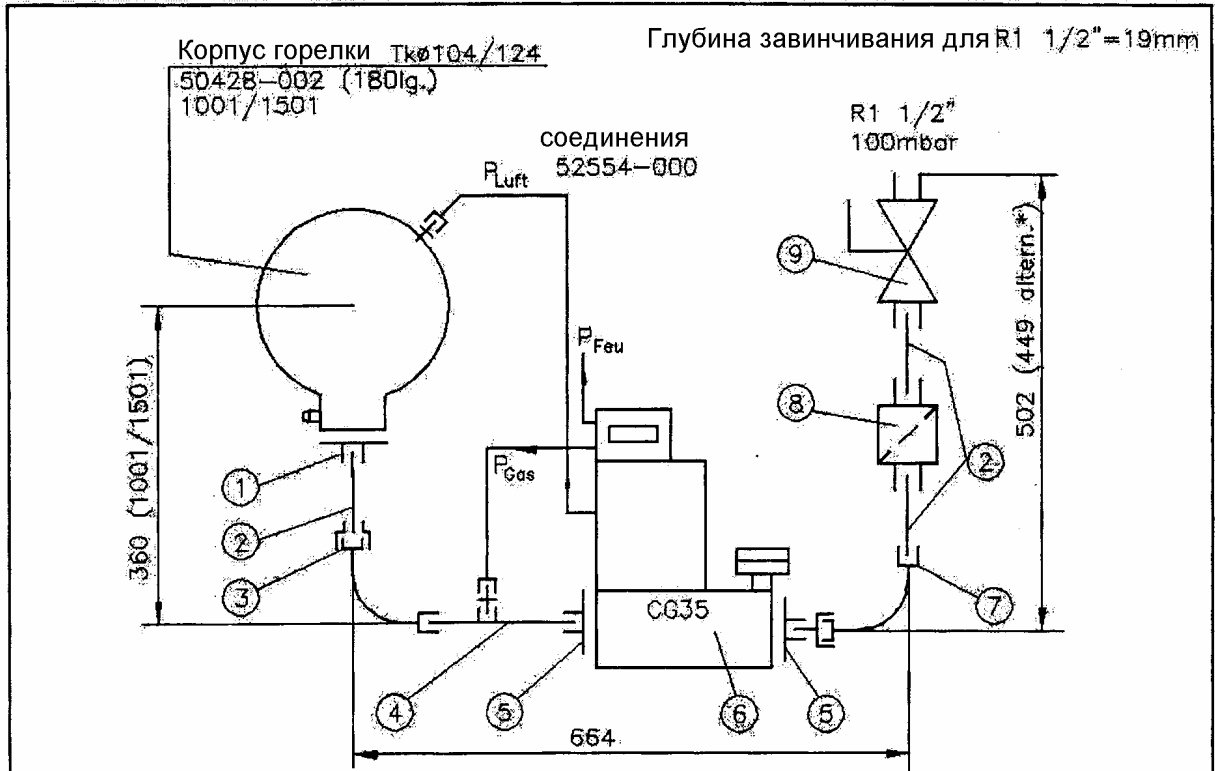 Корпус горелки Tkø104/124
50428-002 (180lg.)
1001/1501
Глубина завинчивания для R1 1/2"=19mm
R1 1/2"
100mbar
соединения
52554-000
PLuft
PFeu
PGas
360 (1001/1501)
502 (449 altern.*)
9
8
2
1
2
3
7
CG35
4
5
6
5
664